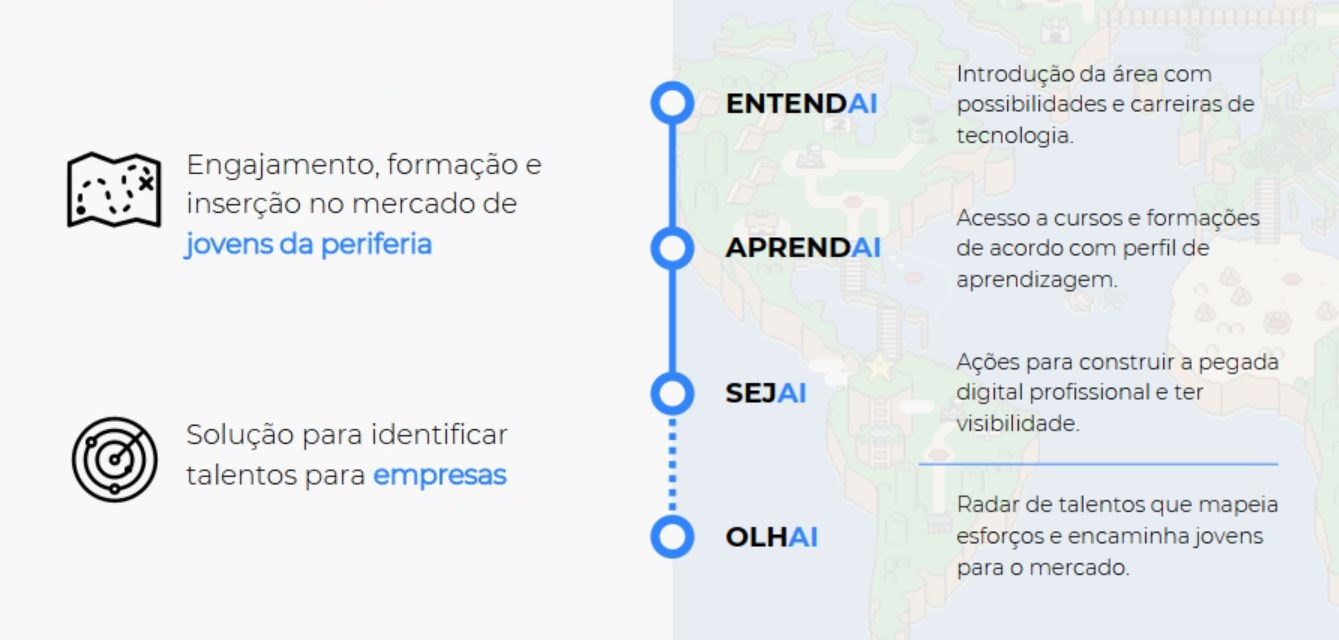 Engajamento, formação e
inserção no mercado de
jovens da periferia
Solução para identificar
talentos para empresas
ENTENDAI
Introdução da área com
possibilidades e carreiras de
tecnologia.
APRENDAI
Acesso a cursos e formações
de acordo com perfil de
aprendizagem.
SEJAI
Ações para construir a pegada
digital profissional e ter
visibilidade.
OLHAI
Radar de talentos que mapeia
esforços e encaminha jovens
para o mercado.